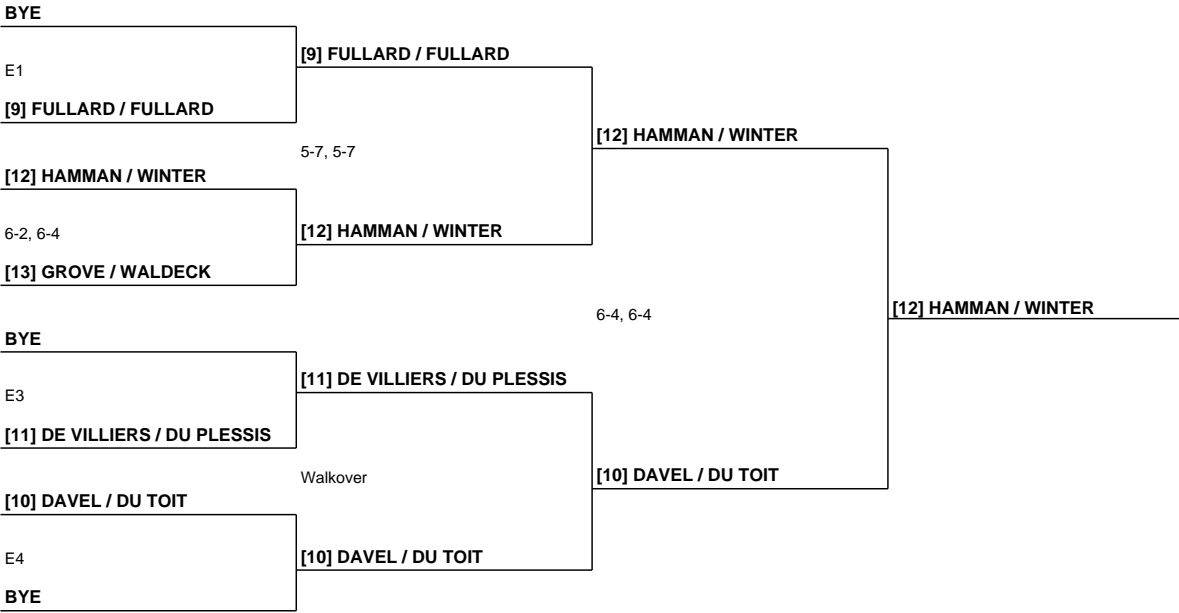 BYE
E1
[9] FULLARD / FULLARD
[9] FULLARD / FULLARD
5-7, 5-7
[12] HAMMAN / WINTER
[12] HAMMAN / WINTER
6-2, 6-4
[12] HAMMAN / WINTER
[13] GROVE / WALDECK
6-4, 6-4
[12] HAMMAN / WINTER
BYE
E3
[11] DE VILLIERS / DU PLESSIS
[11] DE VILLIERS / DU PLESSIS
Walkover
[10] DAVEL / DU TOIT
[10] DAVEL / DU TOIT
E4
[10] DAVEL / DU TOIT
BYE